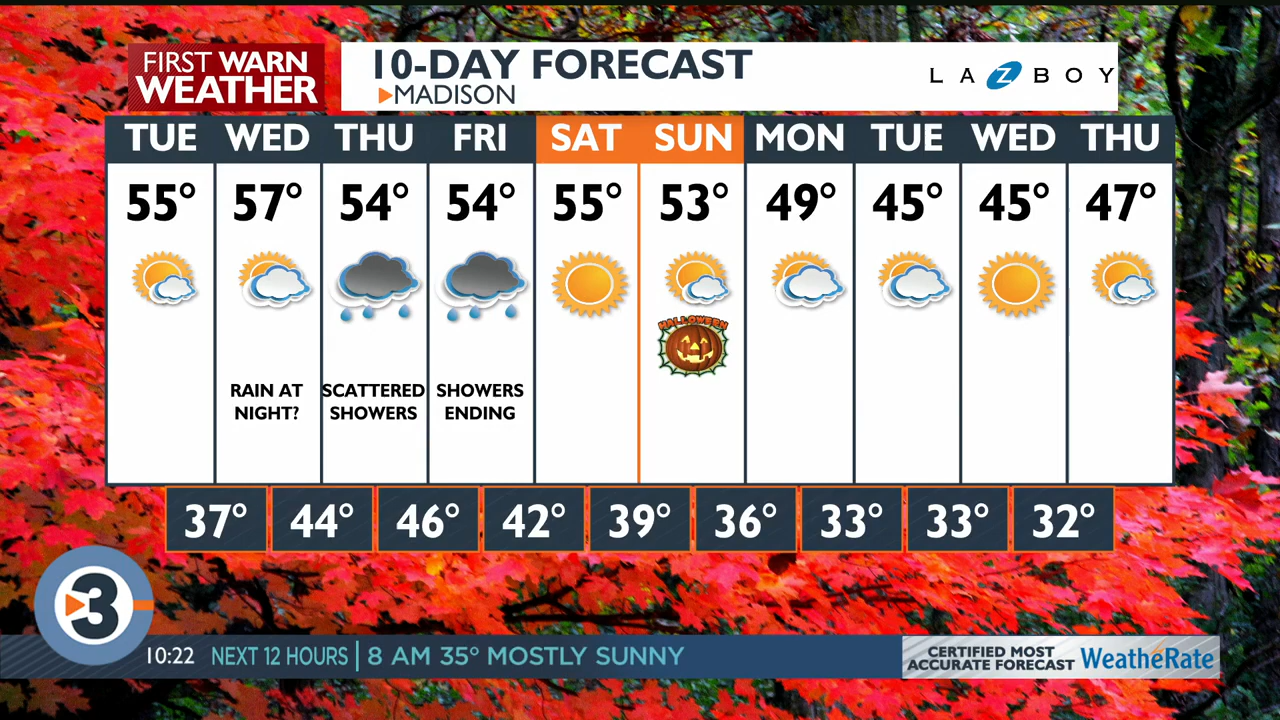 FIRST WARN
WEATHER
10-DAY FORECAST
MADISON
LA Z BOY
TUE WED THU FRI SAT SUN MON TUE WED THU
55° 57° 54° 54° 55° 53° 49° 45° 45° 47°
HALLOWEEN
RAIN AT
NIGHT?
SCATTERED
SHOWERS
SHOWERS
ENDING
37° 44° 46° 42° 39° 36° 33° 33° 32°
3
10:22 NEXT 12 HOURS | 8 AM 35° MOSTLY SUNNY
CERTIFIED MOST
ACCURATE FORECAST
WeatheRate